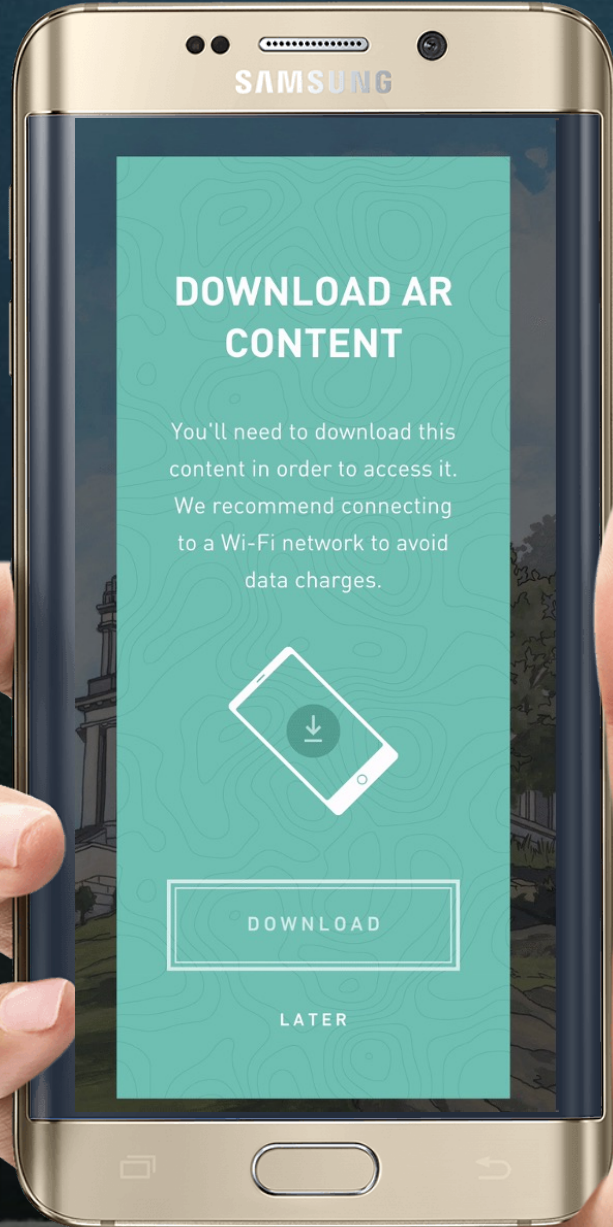 SAMSUNG
DOWNLOAD AR
CONTENT
You'll need to download this
content in order to access it.
We recommend connecting
to a Wi-Fi network to avoid
data charges.
DOWNLOAD
LATER